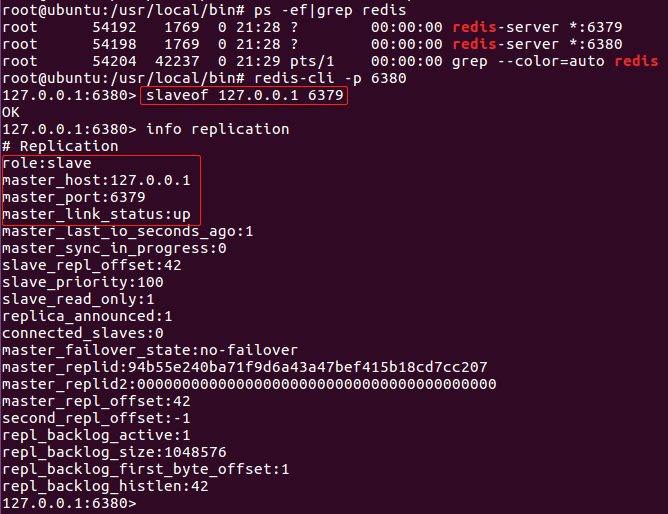 root@ubuntu:/usr/local/bin# ps -ef|grep redis
root 54192 1769 0 21:28 ? 00:00:00 redis-server *:6379
root 54198 1769 0 21:28 ? 00:00:00 redis-server *:6380
root 54204 42237 0 21:29 pts/1 00:00:00 grep --color=auto redis
root@ubuntu:/usr/local/bin# redis-cli -p 6380
127.0.0.1:6380> slaveof 127.0.0.1 6379
OK
127.0.0.1:6380> info replication
# Replication
role:slave
master_host:127.0.0.1
master_port:6379
master_link_status:up
master_last_io_seconds_ago:1
master_sync_in_progress:0
slave_repl_offset:42
slave_priority:100
slave_read_only:1
replica_announced:1
connected_slaves:0
master_failover_state:no-failover
master_replid:94b55e240ba71f9d6a43a47bef415b18cd7cc207
master_replid2:0000000000000000000000000000000000000000
master_repl_offset:42
second_repl_offset:-1
repl_backlog_active:1
repl_backlog_size:1048576
repl_backlog_first_byte_offset:1
repl_backlog_histlen:42
127.0.0.1:6380>